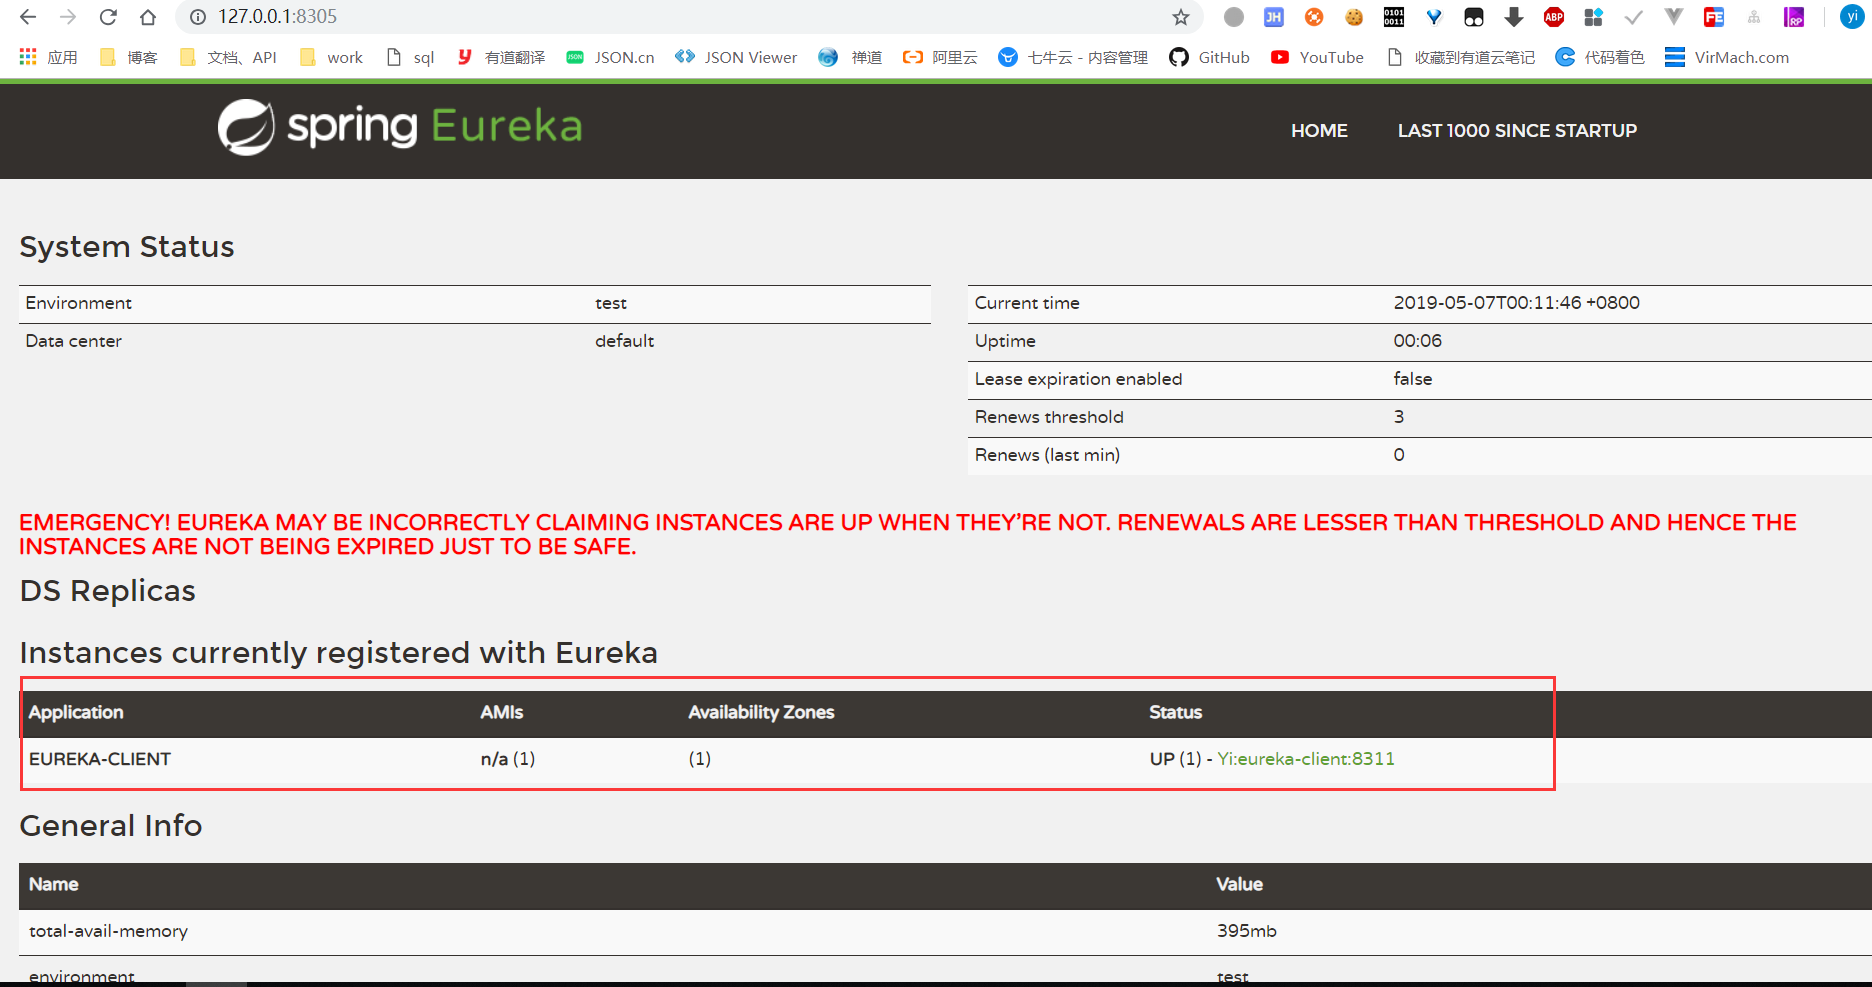 127.0.0.1:8305
JH
0101
0011
ABP
FE
RP
yi
应用 博客 文档、API work sql 有道翻译 JSON.cn JSON Viewer 禅道 阿里云 七牛云 - 内容管理 GitHub YouTube 收藏到有道云笔记 代码着色 VirMach.com
spring Eureka
HOME LAST 1000 SINCE STARTUP
System Status
Environment test
Data center default
Current time 2019-05-07T00:11:46 +0800
Uptime 00:06
Lease expiration enabled false
Renews threshold 3
Renews (last min) 0
EMERGENCY! EUREKA MAY BE INCORRECTLY CLAIMING INSTANCES ARE UP WHEN THEY'RE NOT. RENEWALS ARE LESSER THAN THRESHOLD AND HENCE THE
INSTANCES ARE NOT BEING EXPIRED JUST TO BE SAFE.
DS Replicas
Instances currently registered with Eureka
Application AMIs Availability Zones Status
EUREKA-CLIENT n/a (1) (1) UP (1) - Yi:eureka-client:8311
General Info
Name Value
total-avail-memory 395mb
environment test